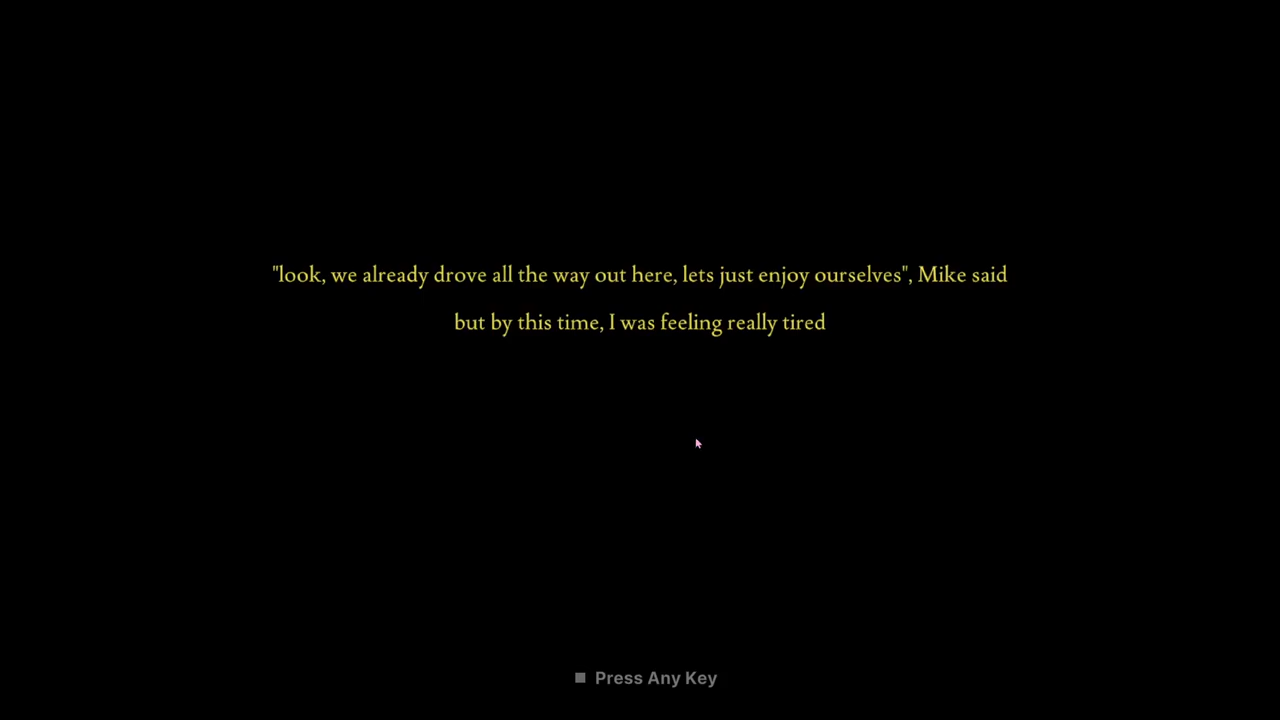 "look, we already drove all the way out here, lets just enjoy ourselves", Mike said
but by this time, I was feeling really tired
Press Any Key